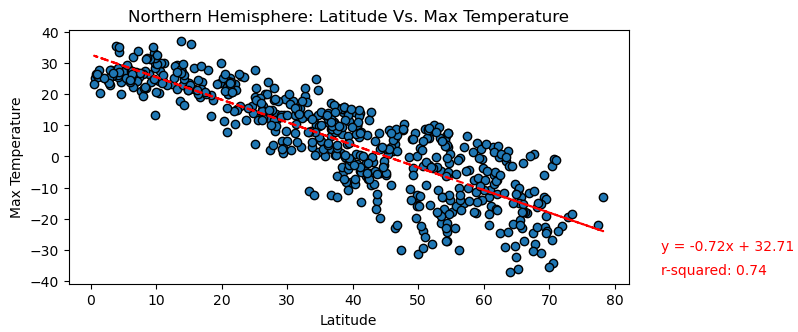 Northern Hemisphere: Latitude Vs. Max Temperature
Max Temperature
40
30
20
10
0
−10
−20
−30
−40
0 10 20 30 40 50 60 70 80
Latitude
y = -0.72x + 32.71
r-squared: 0.74